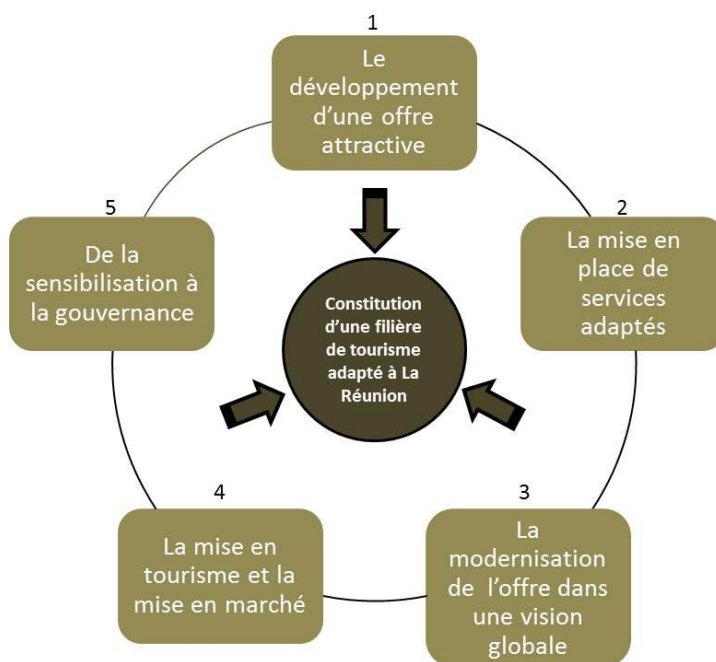 1
Le
développement
d'une offre
attractive
2
La mise en
place de
services
adaptés
3
La
modernisation
de l'offre dans
une vision
globale
4
La mise en
tourisme et la
mise en marché
5
De la
sensibilisation à
la gouvernance
Constitution
d'une filière
de tourisme
adapté à La
Réunion